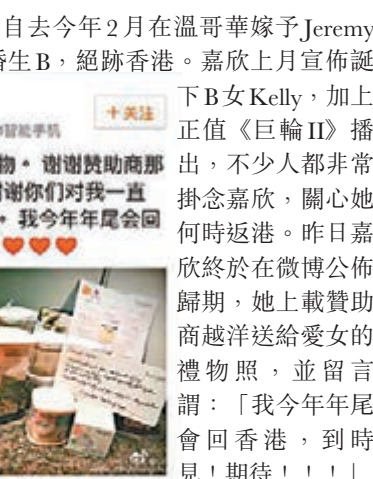 自去今年2月在溫哥華嫁予Jeremy
生B,絕跡香港。嘉欣上月宣佈誕
下B女Kelly,加上
正值《巨輪II》播
出,不少人都非常
掛念嘉欣,關心她
何時返港。昨日嘉
欣終於在微博公佈
歸期,她上載贊助
商越洋送給愛女的
禮物照,並留言
謂:「我今年年尾
會回香港,到時
見!期待!!!」
+关注
智能手机
物。谢谢赞助商那
谢你们对我一直
。我今年年尾会回